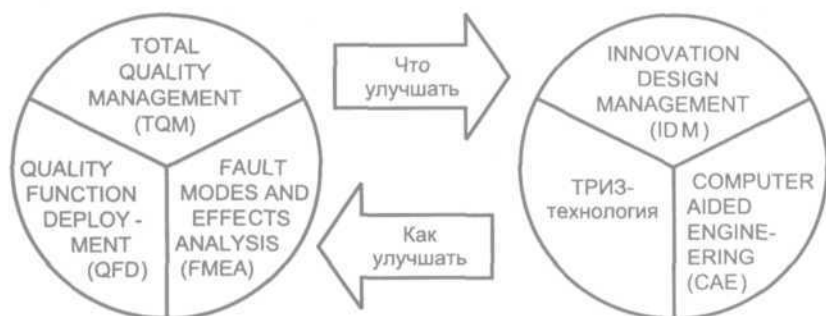 TOTAL
QUALITY
MANAGEMENT
(TQM)
QUALITY
FUNCTION
DEPLOY -
MENT
(QFD)
FAULT
MODES AND
EFFECTS
ANALYSIS
(FMEA)
Что
улучшать
Как
улучшать
INNOVATION
DESIGN
MANAGEMENT
(IDM)
ТРИЗ-
технология
COMPUTER
AIDED
ENGINE-
ERING
(CAE)